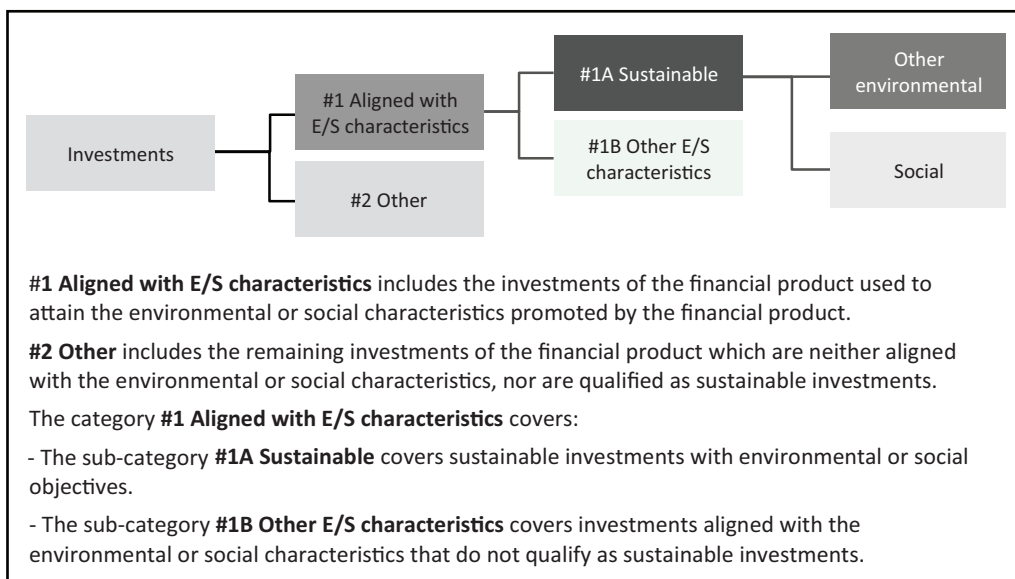 Investments
#1 Aligned with
E/S characteristics
#2 Other
#1A Sustainable
#1B Other E/S
characteristics
Other
environmental
Social
#1 Aligned with E/S characteristics includes the investments of the financial product used to
attain the environmental or social characteristics promoted by the financial product.
#2 Other includes the remaining investments of the financial product which are neither aligned
with the environmental or social characteristics, nor are qualified as sustainable investments.
The category #1 Aligned with E/S characteristics covers:
- The sub-category #1A Sustainable covers sustainable investments with environmental or social
objectives.
- The sub-category #1B Other E/S characteristics covers investments aligned with the
environmental or social characteristics that do not qualify as sustainable investments.